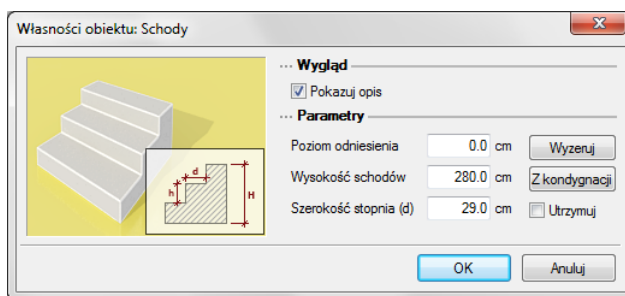 Własności obiektu: Schody
Wygląd
Pokazuj opis
Parametry
Poziom odniesienia 0.0 cm Wyzeruj
Wysokość schodów 280.0 cm Z kondygnacji
Szerokość stopnia (d) 29.0 cm Utrzymuj
d
h
H
OK Anuluj